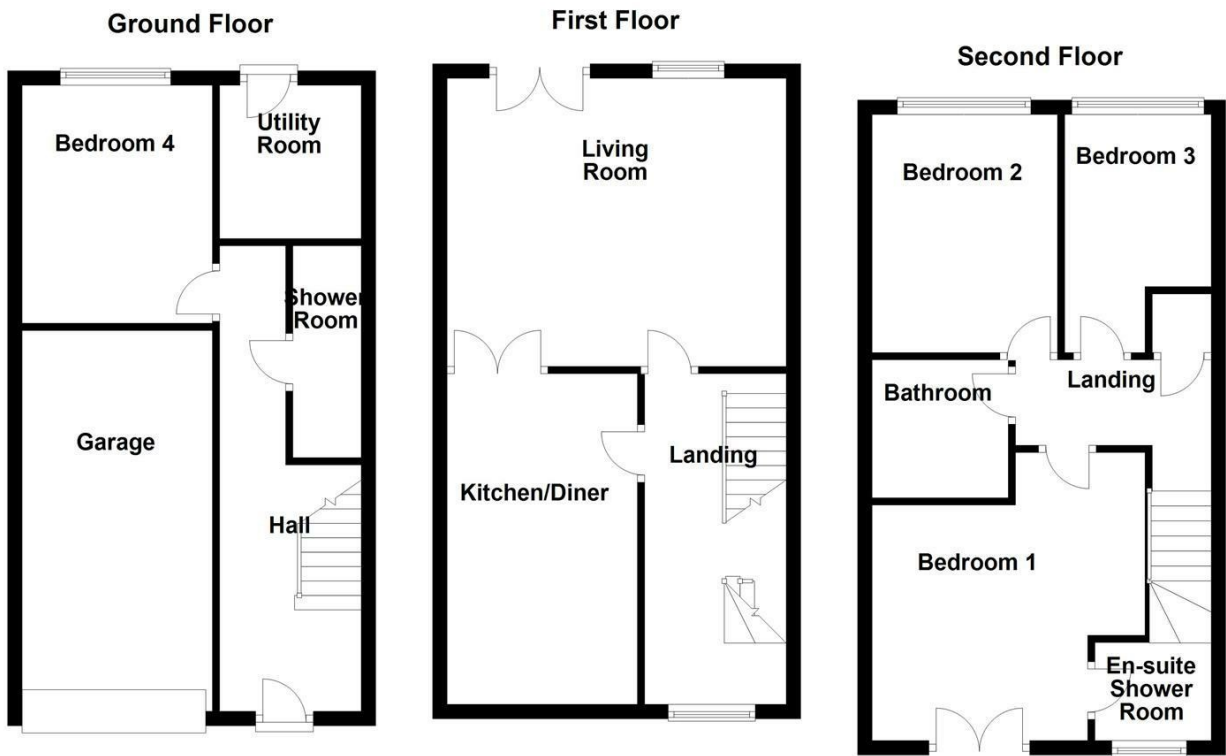 Ground Floor
Bedroom 4
Utility
Room
Shower
Room
Garage
Hall
First Floor
Living
Room
Kitchen/Diner
Landing
Second Floor
Bedroom 2
Bedroom 3
Bathroom
Landing
Bedroom 1
En-suite
Shower
Room